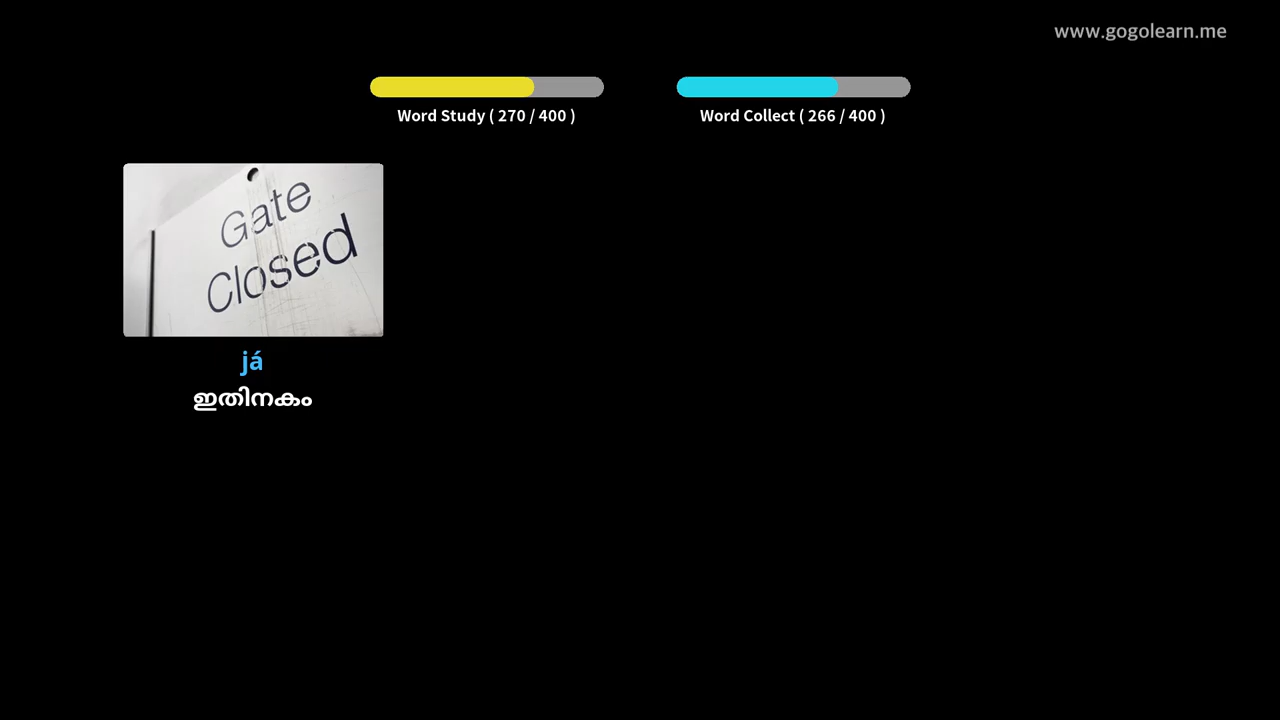 www.gogolearn.me
Word Study ( 270 / 400 )
Word Collect ( 266 / 400 )
Gate
Closed
já
ഇതിനകം